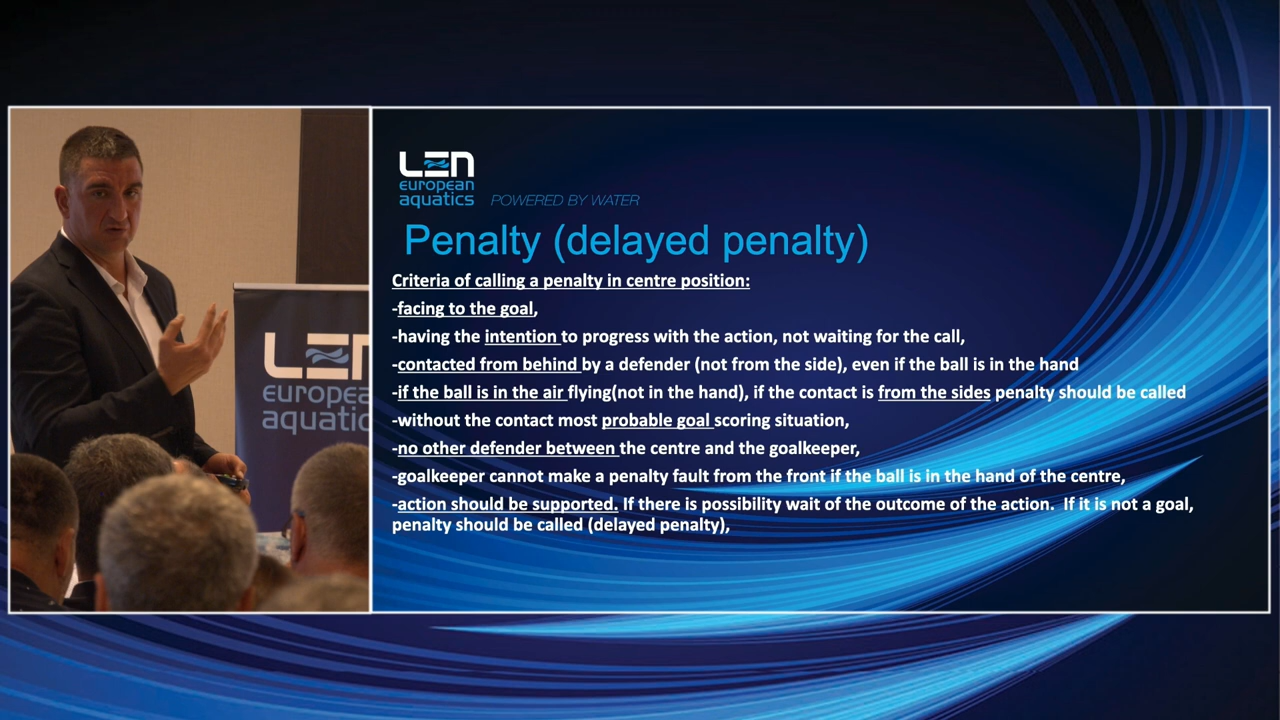 LEN
european
aquatics POWERED BY WATER
Penalty (delayed penalty)
Criteria of calling a penalty in centre position:
-facing to the goal,
-having the intention to progress with the action, not waiting for the call,
-contacted from behind by a defender (not from the side), even if the ball is in the hand
-if the ball is in the air flying(not in the hand), if the contact is from the sides penalty should be called
-without the contact most probable goal scoring situation,
-no other defender between the centre and the goalkeeper,
-goalkeeper cannot make a penalty fault from the front if the ball is in the hand of the centre,
-action should be supported. If there is possibility wait of the outcome of the action. If it is not a goal,
penalty should be called (delayed penalty),
LEN
europea
aquatic